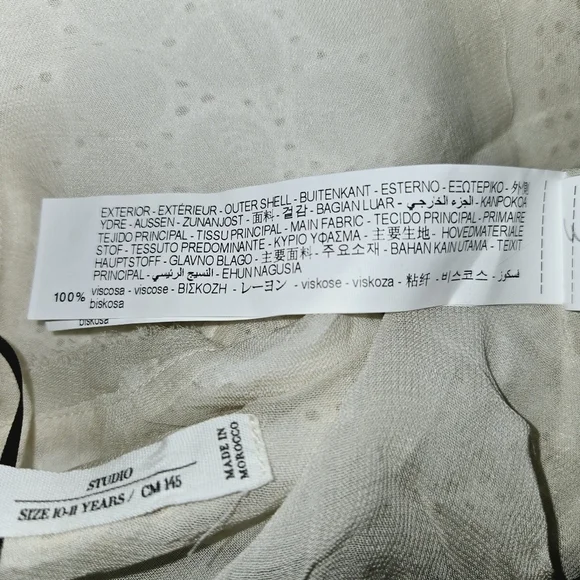 EXTERIOR - EXTÉRIEUR - OUTER SHELL - BUITENKANT - ESTERNO - ΕΞΩΤΕΡΙΚΟ - 外側
YDRE - AUSSEN - ZUNANJOST - 面料 - 겉감 - BAGIAN LUAR - الجزء الخارجي - KANPOKOA
TEJIDO PRINCIPAL - TISSU PRINCIPAL - MAIN FABRIC - TECIDO PRINCIPAL - PRIMAIRE
STOF - TESSUTO PREDOMINANTE - ΚΥΡΙΟ ΥΦΑΣΜΑ - 主要生地 - HOVEDMATERIALE
HAUPTSTOFF - GLAVNO BLAGO - 主要面料 - 주요소재 - BAHAN KAIN UTAMA - TEIXIT
PRINCIPAL - النسيج الرئيسي - EHUN NAGUSIA
100% viscosa - viscose - ΒΙΣΚΟΖΗ - レーヨン - viskose - viskoza - 粘纤 - 비스코스 - فسكوز
biskosa
biskosa
STUDIO
SIZE 10-11 YEARS / CM 145
MADE IN
MOROCCO